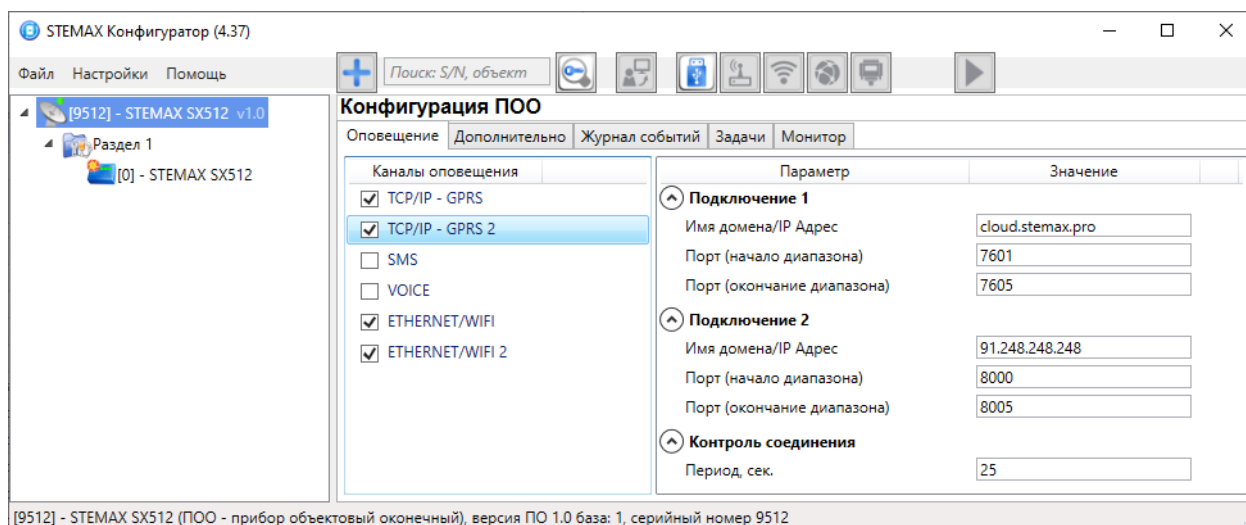 STEMAX Конфигуратор (4.37)
Файл Настройки Помощь
Поиск: S/N, объект
[9512] - STEMAX SX512 v1.0
Раздел 1
[0] - STEMAX SX512
Конфигурация ПОО
Оповещение Дополнительно Журнал событий Задачи Монитор
Каналы оповещения
TCP/IP - GPRS
TCP/IP - GPRS 2
SMS
VOICE
ETHERNET/WIFI
ETHERNET/WIFI 2
Параметр Значение
Подключение 1
Имя домена/IP Адрес cloud.stemax.pro
Порт (начало диапазона) 7601
Порт (окончание диапазона) 7605
Подключение 2
Имя домена/IP Адрес 91.248.248.248
Порт (начало диапазона) 8000
Порт (окончание диапазона) 8005
Контроль соединения
Период, сек. 25
[9512] - STEMAX SX512 (ПОО - прибор объектовый оконечный), версия ПО 1.0 база: 1, серийный номер 9512